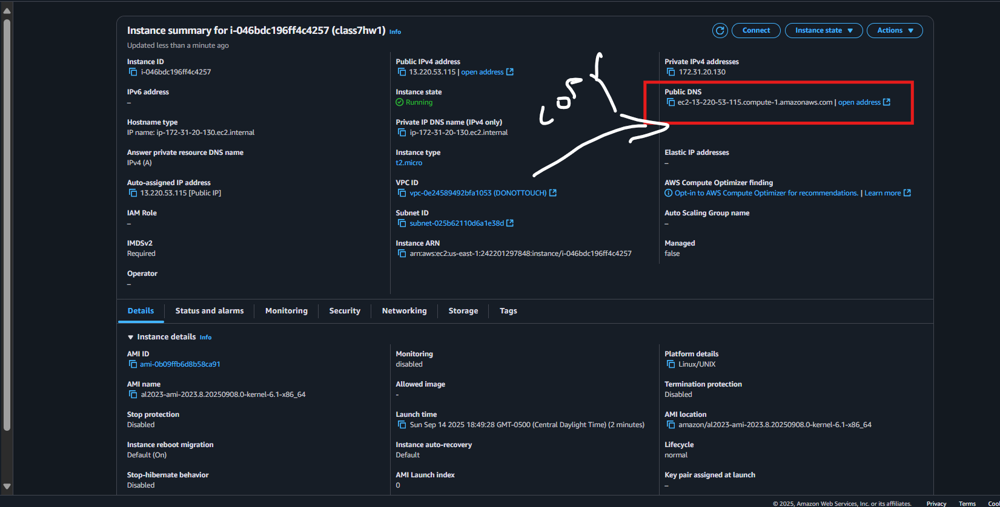 Instance summary for i-046bdc196ff4c4257 (class7hw1) Info
Connect
Instance state
Actions
Updated less than a minute ago
Instance ID
i-046bdc196ff4c4257
IPv6 address
–
Hostname type
IP name: ip-172-31-20-130.ec2.internal
Answer private resource DNS name
IPv4 (A)
Auto-assigned IP address
13.220.53.115 [Public IP]
IAM Role
–
IMDSv2
Required
Operator
–
Public IPv4 address
13.220.53.115 | open address
Instance state
Running
Private IP DNS name (IPv4 only)
ip-172-31-20-130.ec2.internal
Instance type
t2.micro
VPC ID
vpc-0e24589492bfa1053 (DONOTTOUCH)
Subnet ID
subnet-025b62110d6a1e38d
Instance ARN
arn:aws:ec2:us-east-1:242201297848:instance/i-046bdc196ff4c4257
Private IPv4 addresses
172.31.20.130
Public DNS
ec2-13-220-53-115.compute-1.amazonaws.com | open address
Elastic IP addresses
–
AWS Compute Optimizer finding
Opt-in to AWS Compute Optimizer for recommendations. | Learn more
Auto Scaling Group name
–
Managed
false
Details
Status and alarms
Monitoring
Security
Networking
Storage
Tags
Instance details Info
AMI ID
ami-0b09ffb6d8b58ca91
AMI name
al2023-ami-2023.8.20250908.0-kernel-6.1-x86_64
Stop protection
Disabled
Instance reboot migration
Default (On)
Stop-hibernate behavior
Disabled
Monitoring
disabled
Allowed image
-
Launch time
Sun Sep 14 2025 18:49:28 GMT-0500 (Central Daylight Time) (2 minutes)
Instance auto-recovery
Default
AMI Launch index
0
Platform details
Linux/UNIX
Termination protection
Disabled
AMI location
amazon/al2023-ami-2023.8.20250908.0-kernel-6.1-x86_64
Lifecycle
normal
Key pair assigned at launch
–
© 2025, Amazon Web Services, Inc. or its affiliates.
Privacy
Terms